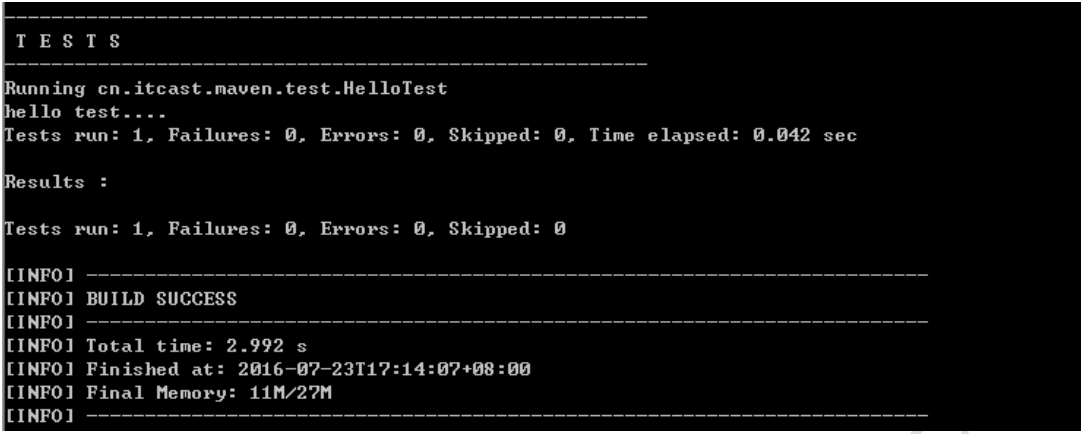 -------------------------------------------------------
T E S T S
-------------------------------------------------------
Running cn.itcast.maven.test.HelloTest
hello test....
Tests run: 1, Failures: 0, Errors: 0, Skipped: 0, Time elapsed: 0.042 sec
Results :
Tests run: 1, Failures: 0, Errors: 0, Skipped: 0
[INFO] ------------------------------------------------------------------------
[INFO] BUILD SUCCESS
[INFO] ------------------------------------------------------------------------
[INFO] Total time: 2.992 s
[INFO] Finished at: 2016-07-23T17:14:07+08:00
[INFO] Final Memory: 11M/27M
[INFO] ------------------------------------------------------------------------